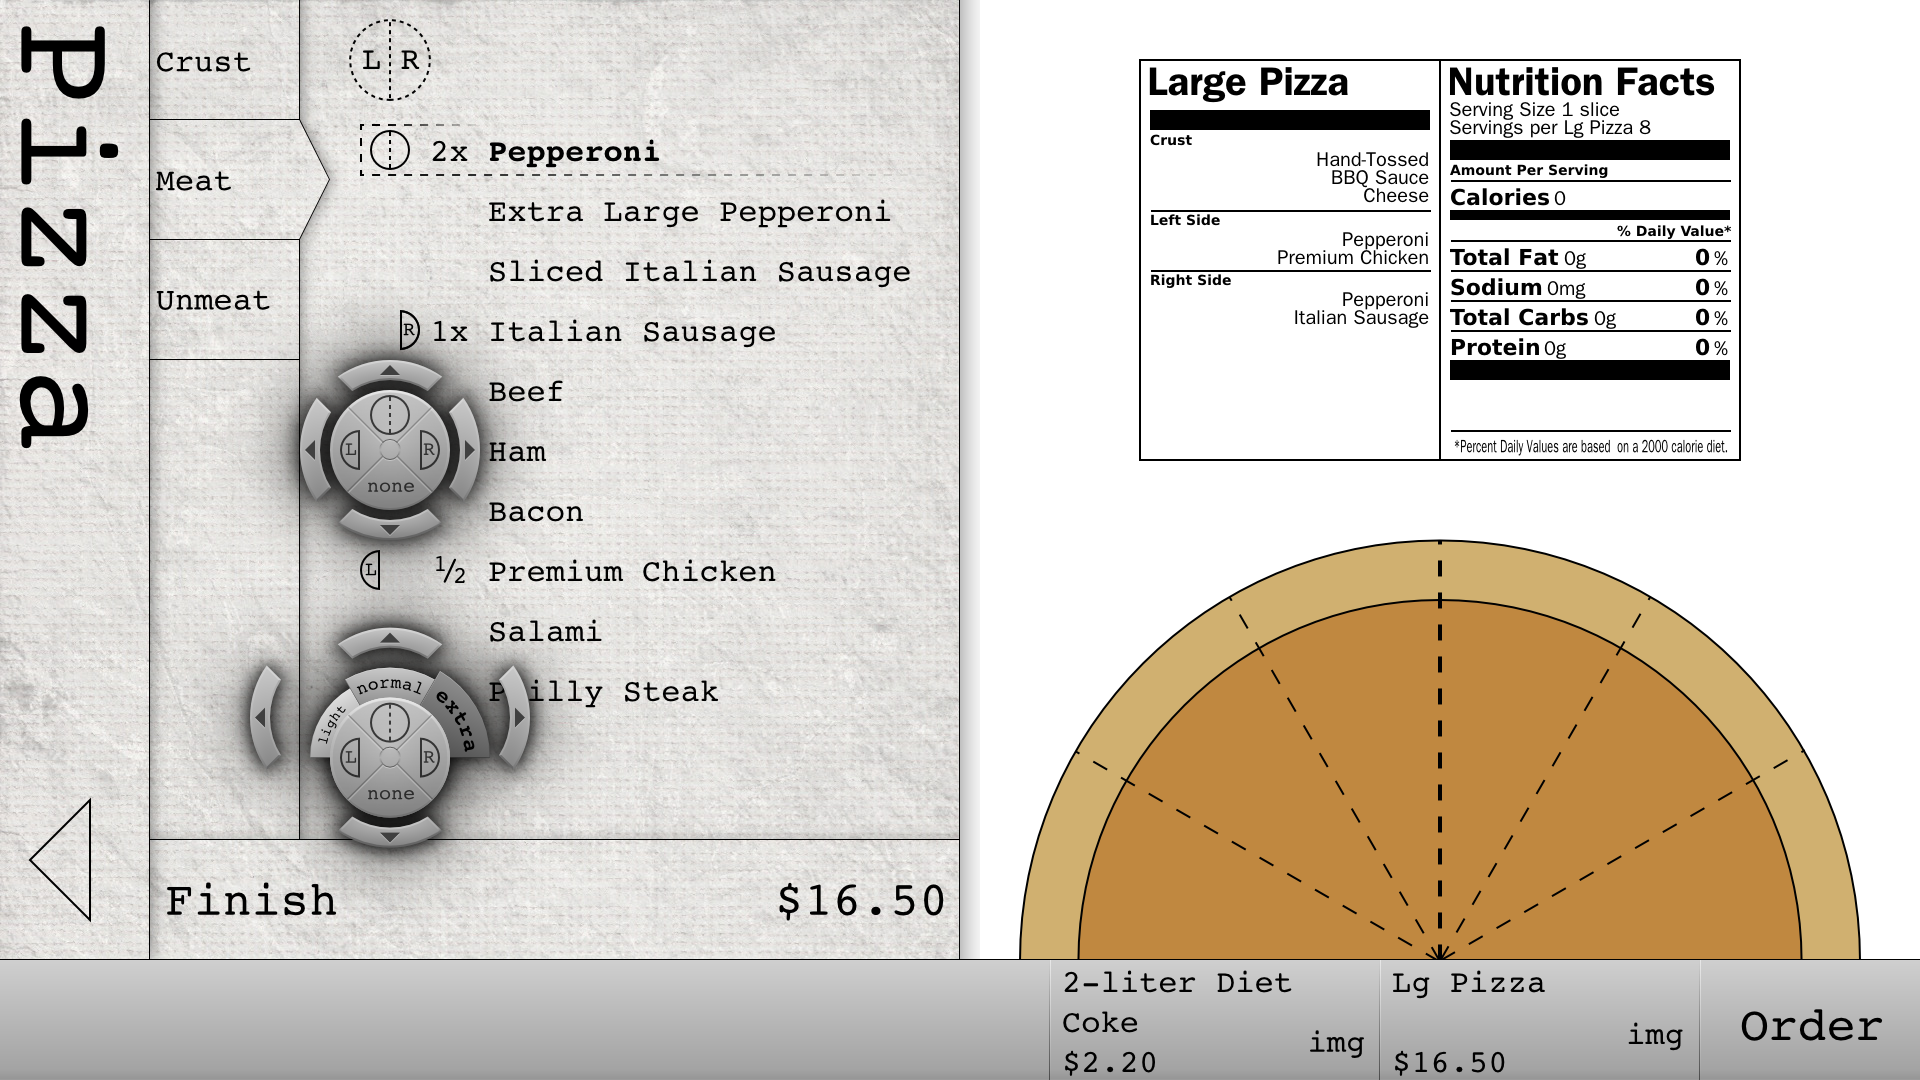 Pizza
Crust
Meat
Unmeat
L R
2x Pepperoni
Extra Large Pepperoni
Sliced Italian Sausage
R 1x Italian Sausage
Beef
L R
none
Ham
Bacon
L ½ Premium Chicken
Salami
Philly Steak
light normal extra
L R
none
Finish
$16.50
Large Pizza
Crust
Hand-Tossed
BBQ Sauce
Cheese
Left Side
Pepperoni
Premium Chicken
Right Side
Pepperoni
Italian Sausage
Nutrition Facts
Serving Size 1 slice
Servings per Lg Pizza 8
Amount Per Serving
Calories 0
% Daily Value*
Total Fat 0g 0 %
Sodium 0mg 0 %
Total Carbs 0g 0 %
Protein 0g 0 %
*Percent Daily Values are based on a 2000 calorie diet.
2-liter Diet
Coke
$2.20
img
Lg Pizza
$16.50
img
Order